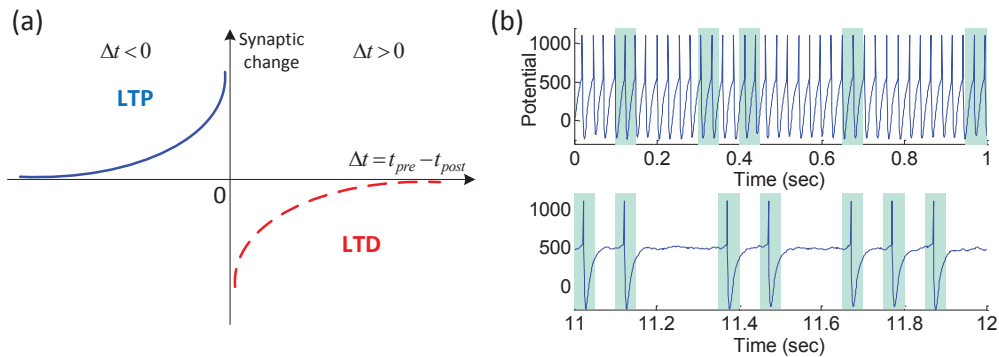 (a)
Δt < 0
Synaptic
change
Δt > 0
LTP
Δt = t_pre − t_post
0
LTD
(b)
Potential
1000
500
0
0 0.2 0.4 0.6 0.8 1
Time (sec)
1000
500
0
11 11.2 11.4 11.6 11.8 12
Time (sec)